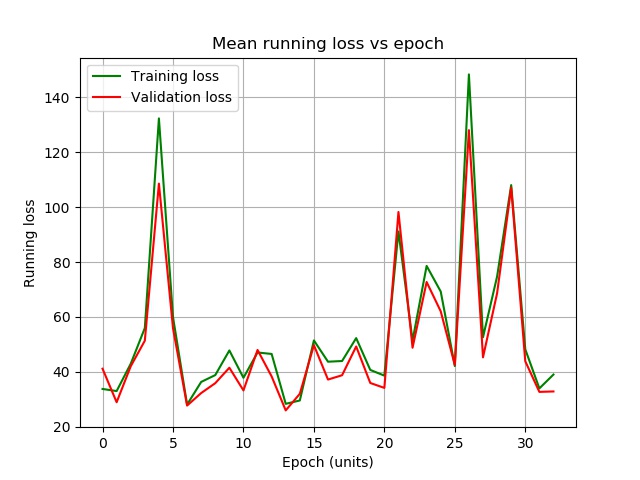 Mean running loss vs epoch
Training loss
Validation loss
140
120
100
80
60
40
20
Running loss
0 5 10 15 20 25 30
Epoch (units)